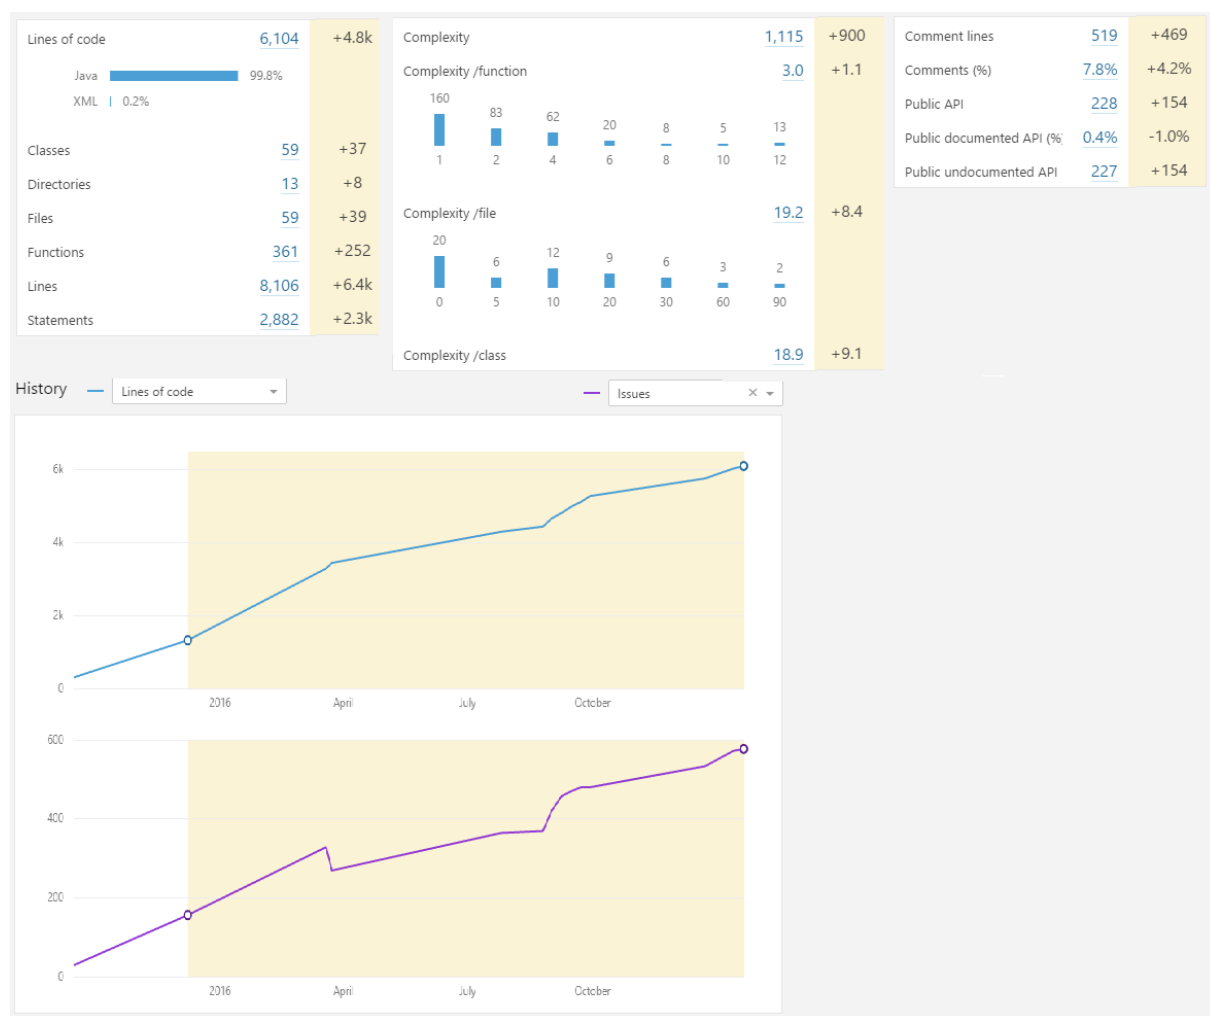 Lines of code 6,104 +4.8k
Java 99.8%
XML 0.2%
Classes 59 +37
Directories 13 +8
Files 59 +39
Functions 361 +252
Lines 8,106 +6.4k
Statements 2,882 +2.3k
Complexity 1,115 +900
Complexity /function 3.0 +1.1
160 83 62 20 8 5 13
1 2 4 6 8 10 12
Complexity /file 19.2 +8.4
20 6 12 9 6 3 2
0 5 10 20 30 60 90
Complexity /class 18.9 +9.1
Comment lines 519 +469
Comments (%) 7.8% +4.2%
Public API 228 +154
Public documented API (% 0.4% -1.0%
Public undocumented API 227 +154
History Lines of code Issues ×
6k
4k
2k
0
2016 April July October
600
400
200
0
2016 April July October